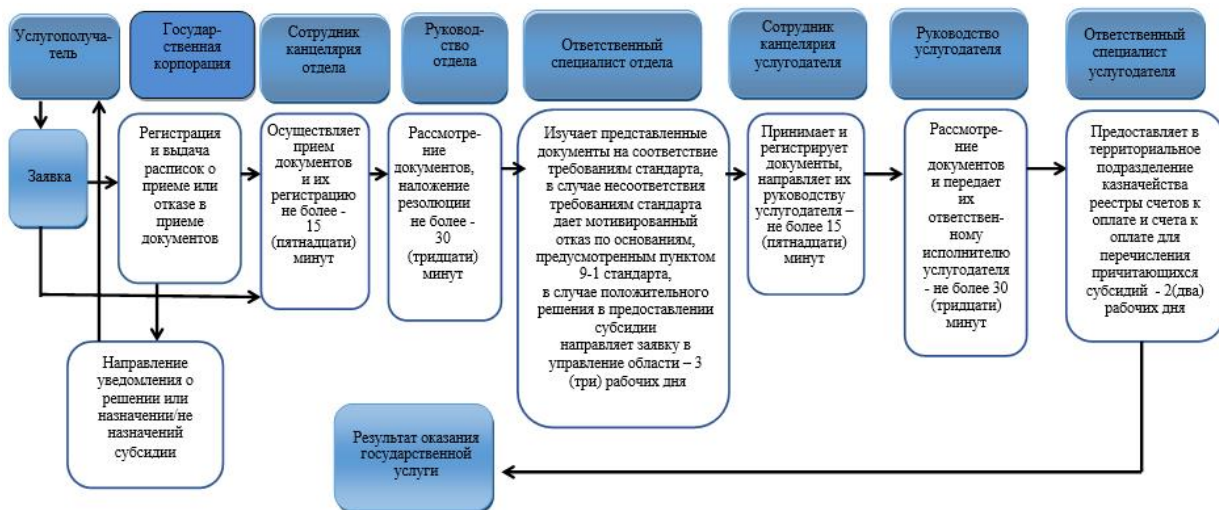 Услугополуча-
тель
Государ-
ственная
корпорация
Сотрудник
канцелярия
отдела
Руковод-
ство
отдела
Ответственный
специалист отдела
Сотрудник
канцелярия
услугодателя
Руководство
услугодателя
Ответственный
специалист
услугодателя
Заявка
Регистрация
и выдача
расписок о
приеме или
отказе в
приеме
документов
Осуществляет
прием
документов
и их
регистрацию
не более -
15
(пятнадцати)
минут
Рассмотре-
рение
документов,
наложение
резолюции
не более -
30
(тридцати)
минут
Изучает представленные
документы на соответствие
требованиям стандарта,
в случае несоответствия
требованиям стандарта
дает мотивированный
отказ по основаниям,
предусмотренным пунктом
9-1 стандарта,
в случае положительного
решения в предоставлении
субсидии
направляет заявку в
управление области – 3
(три) рабочих дня
Принимает и
регистрирует
документы,
направляет их
руководству
услугодателя –
не более 15
(пятнадцати)
минут
Рассмотре-
рение
документов
и передает
их
ответствен-
ному
исполнителю
услугодателя
- не более 30
(тридцати)
минут
Предоставляет в
территориальное
подразделение
казначейства
реестры счетов к
оплате и счета к
оплате для
перечисления
причитающихся
субсидий - 2(два)
рабочих дня
Направление
уведомления о
решении или
назначении/не
назначений
субсидии
Результат оказания
государственной
услуги